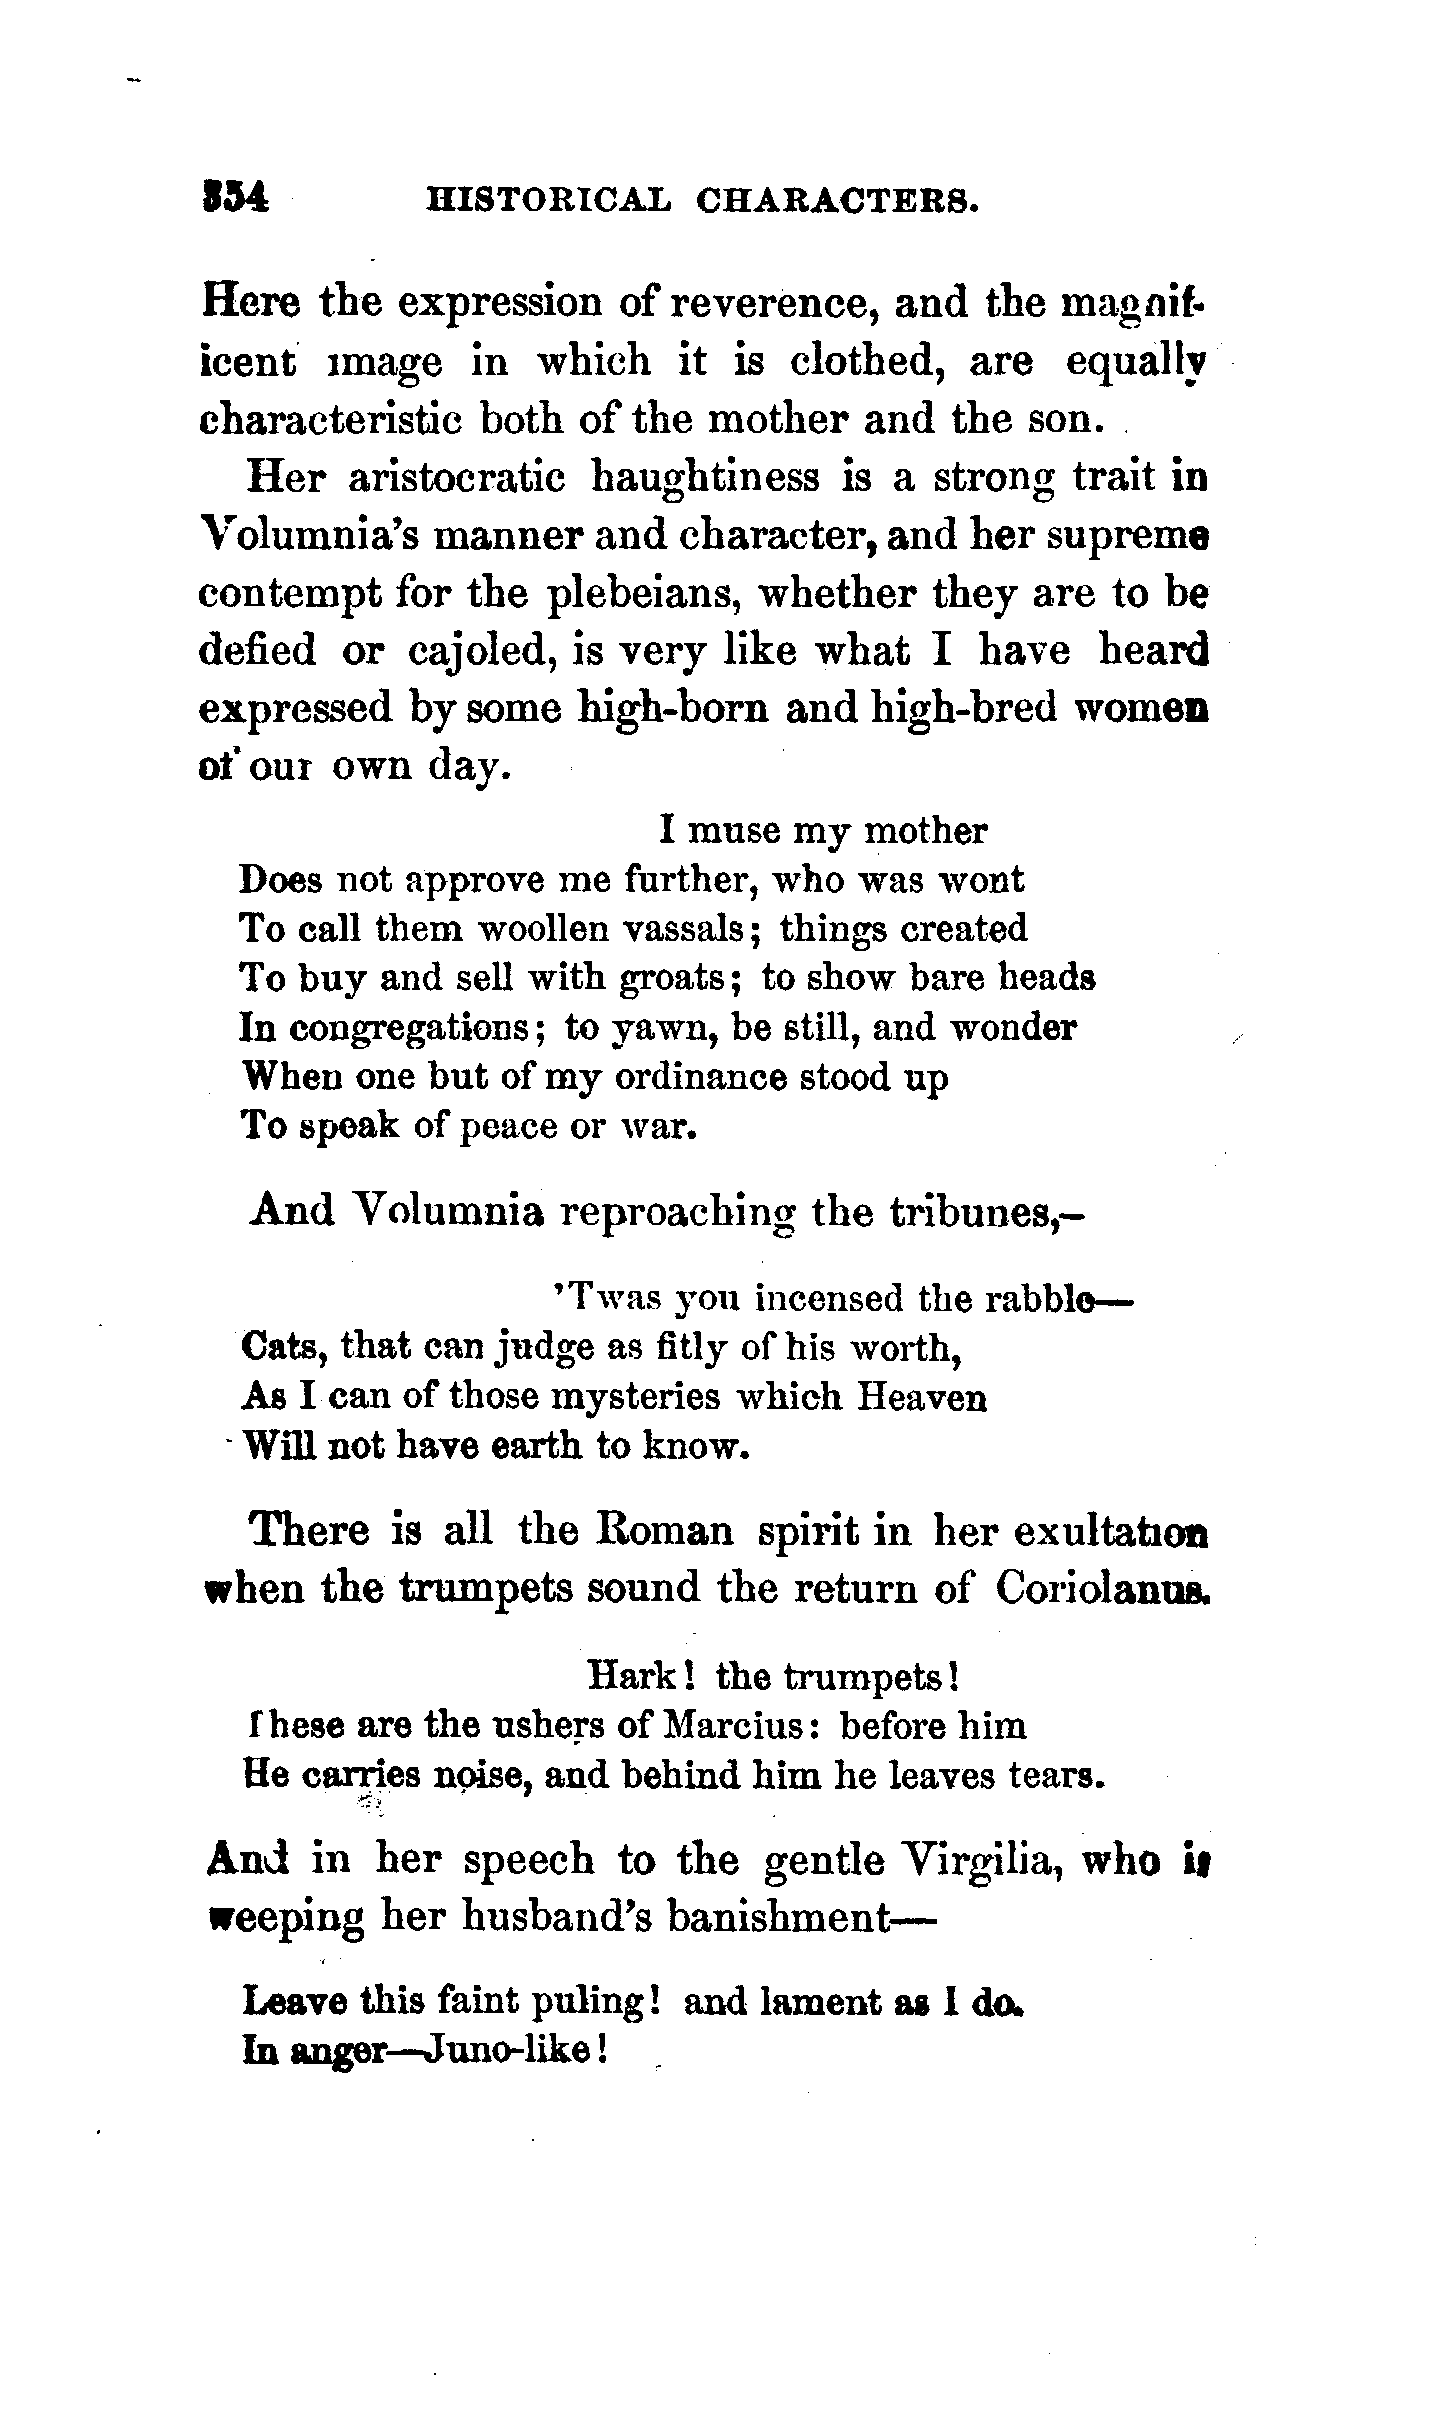 354 HISTORICAL CHARACTERS.
Here the expression of reverence, and the magnif-
icent image in which it is clothed, are equally
characteristic both of the mother and the son.
Her aristocratic haughtiness is a strong trait in
Volumnia's manner and character, and her supreme
contempt for the plebeians, whether they are to be
defied or cajoled, is very like what I have heard
expressed by some high-born and high-bred women
of our own day.
I muse my mother
Does not approve me further, who was wont
To call them woollen vassals; things created
To buy and sell with groats; to show bare heads
In congregations; to yawn, be still, and wonder
When one but of my ordinance stood up
To speak of peace or war.
And Volumnia reproaching the tribunes,—
'Twas you incensed the rabble—
Cats, that can judge as fitly of his worth,
As I can of those mysteries which Heaven
Will not have earth to know.
There is all the Roman spirit in her exultation
when the trumpets sound the return of Coriolanus.
Hark! the trumpets!
These are the ushers of Marcius: before him
He carries noise, and behind him he leaves tears.
And in her speech to the gentle Virgilia, who is
weeping her husband's banishment—
Leave this faint puling! and lament as I do.
In anger—Juno-like!